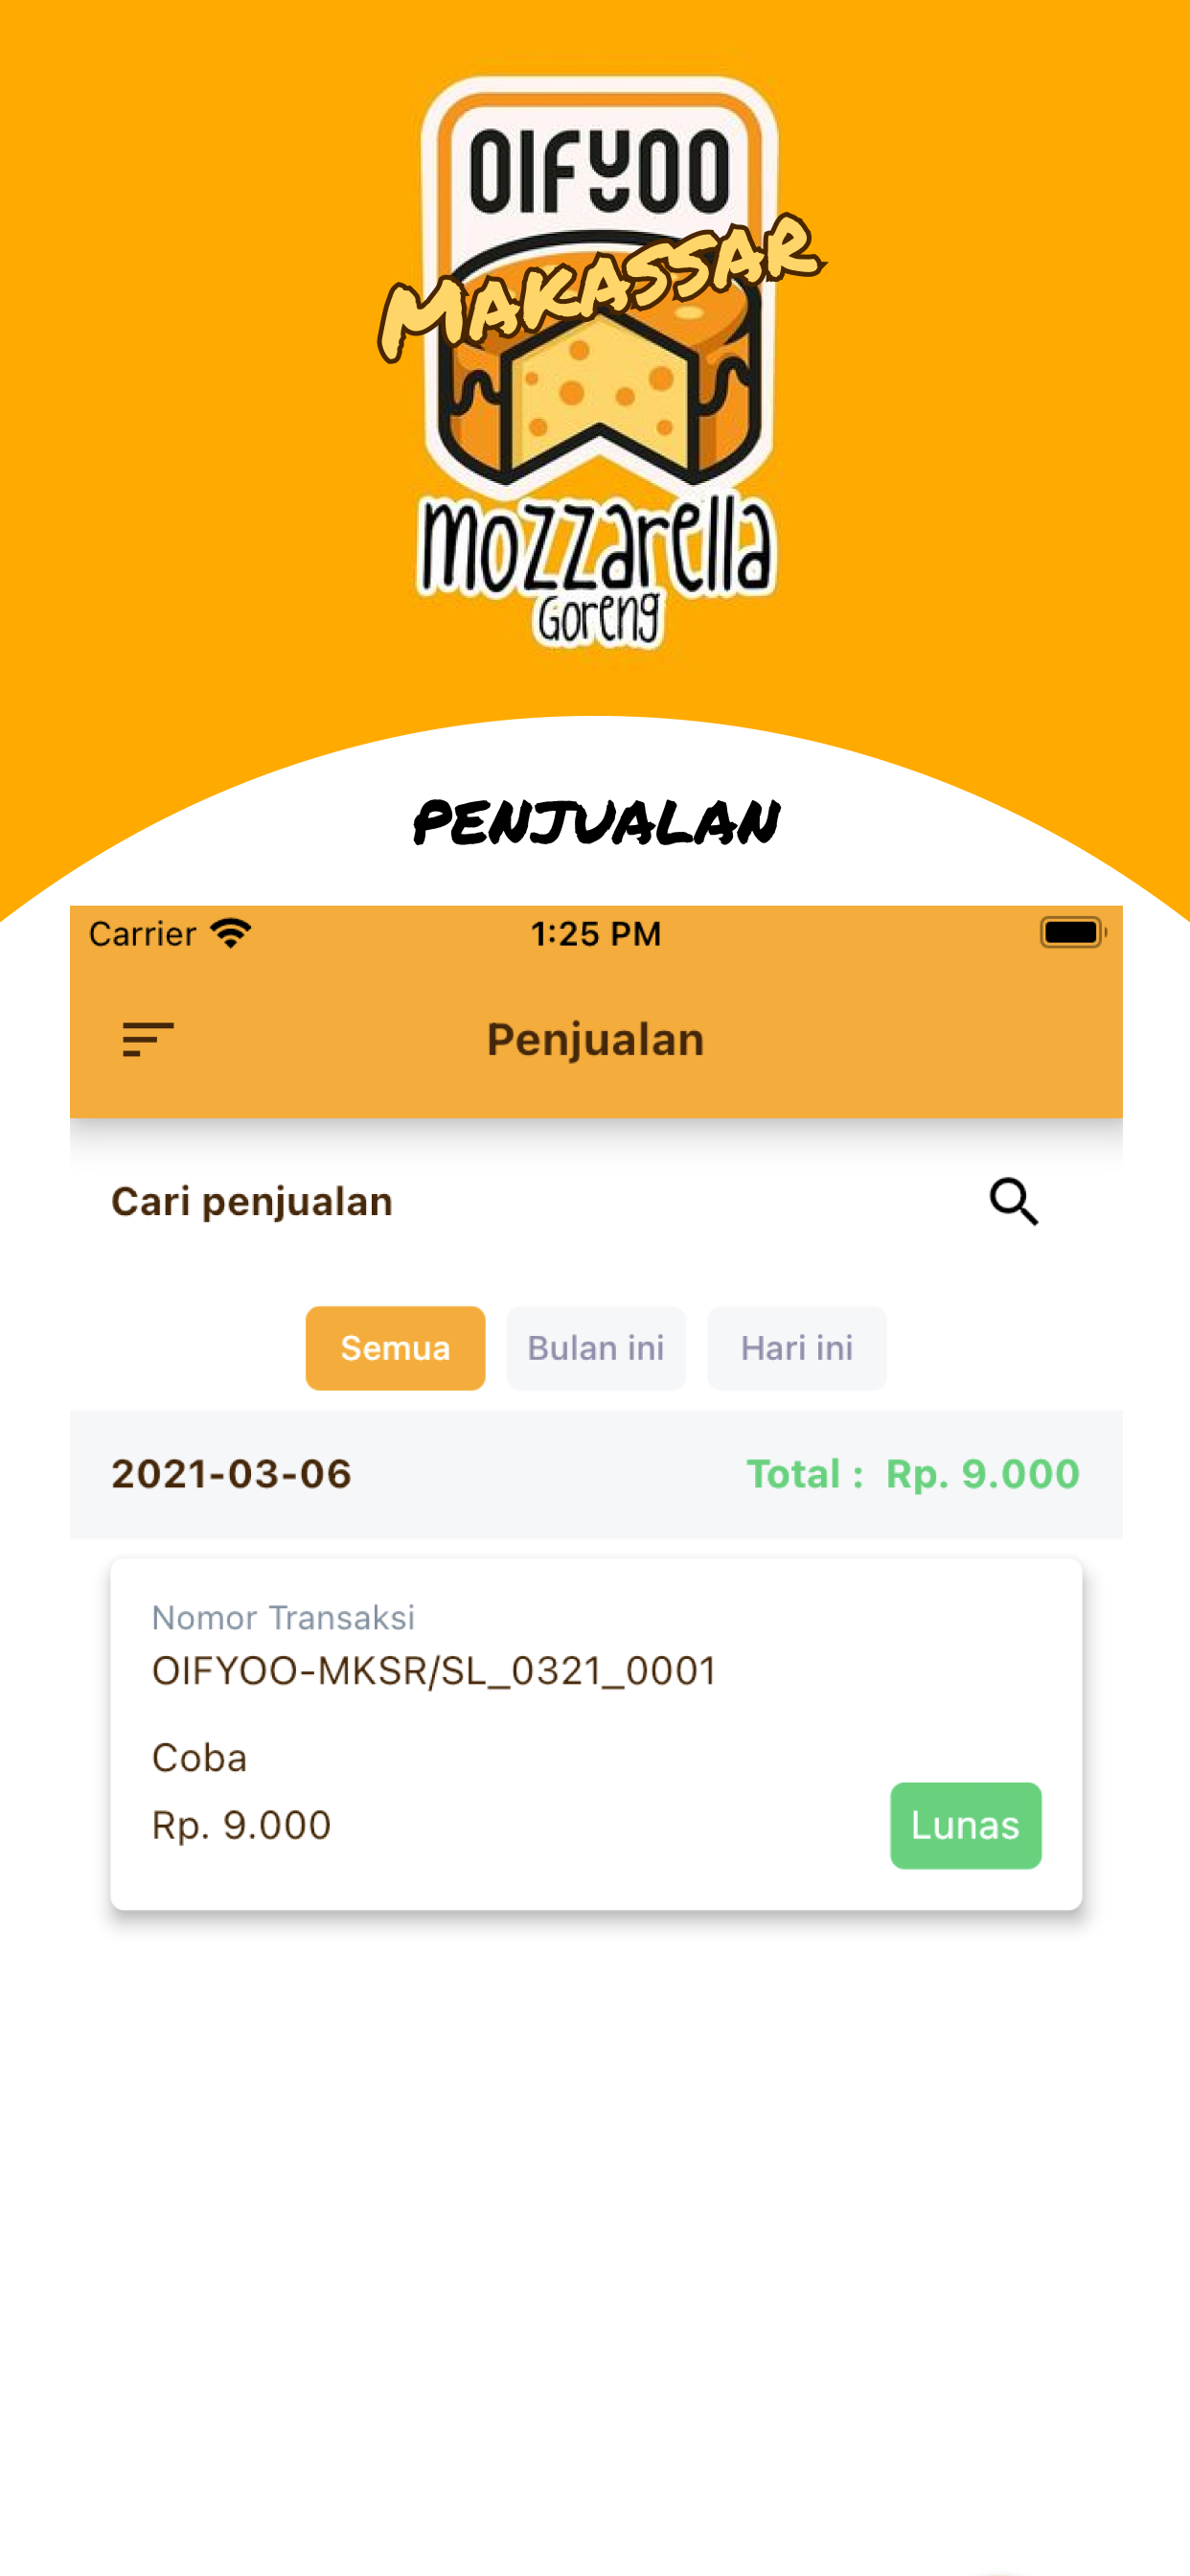 OIFYOO
MAKASSAR
mozzarella
Goreng
PENJUALAN
Carrier
1:25 PM
Penjualan
Cari penjualan
Semua
Bulan ini
Hari ini
2021-03-06
Total : Rp. 9.000
Nomor Transaksi
OIFYOO-MKSR/SL_0321_0001
Coba
Rp. 9.000
Lunas